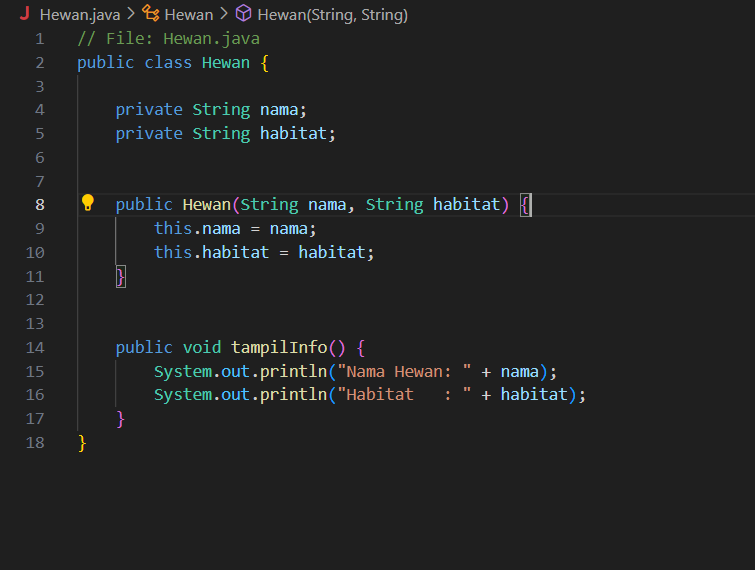 Hewan.java > Hewan > Hewan(String, String)
1 // File: Hewan.java
2 public class Hewan {
3
4     private String nama;
5     private String habitat;
6
7
8     public Hewan(String nama, String habitat) {
9         this.nama = nama;
10         this.habitat = habitat;
11     }
12
13
14     public void tampilInfo() {
15         System.out.println("Nama Hewan: " + nama);
16         System.out.println("Habitat   : " + habitat);
17     }
18 }